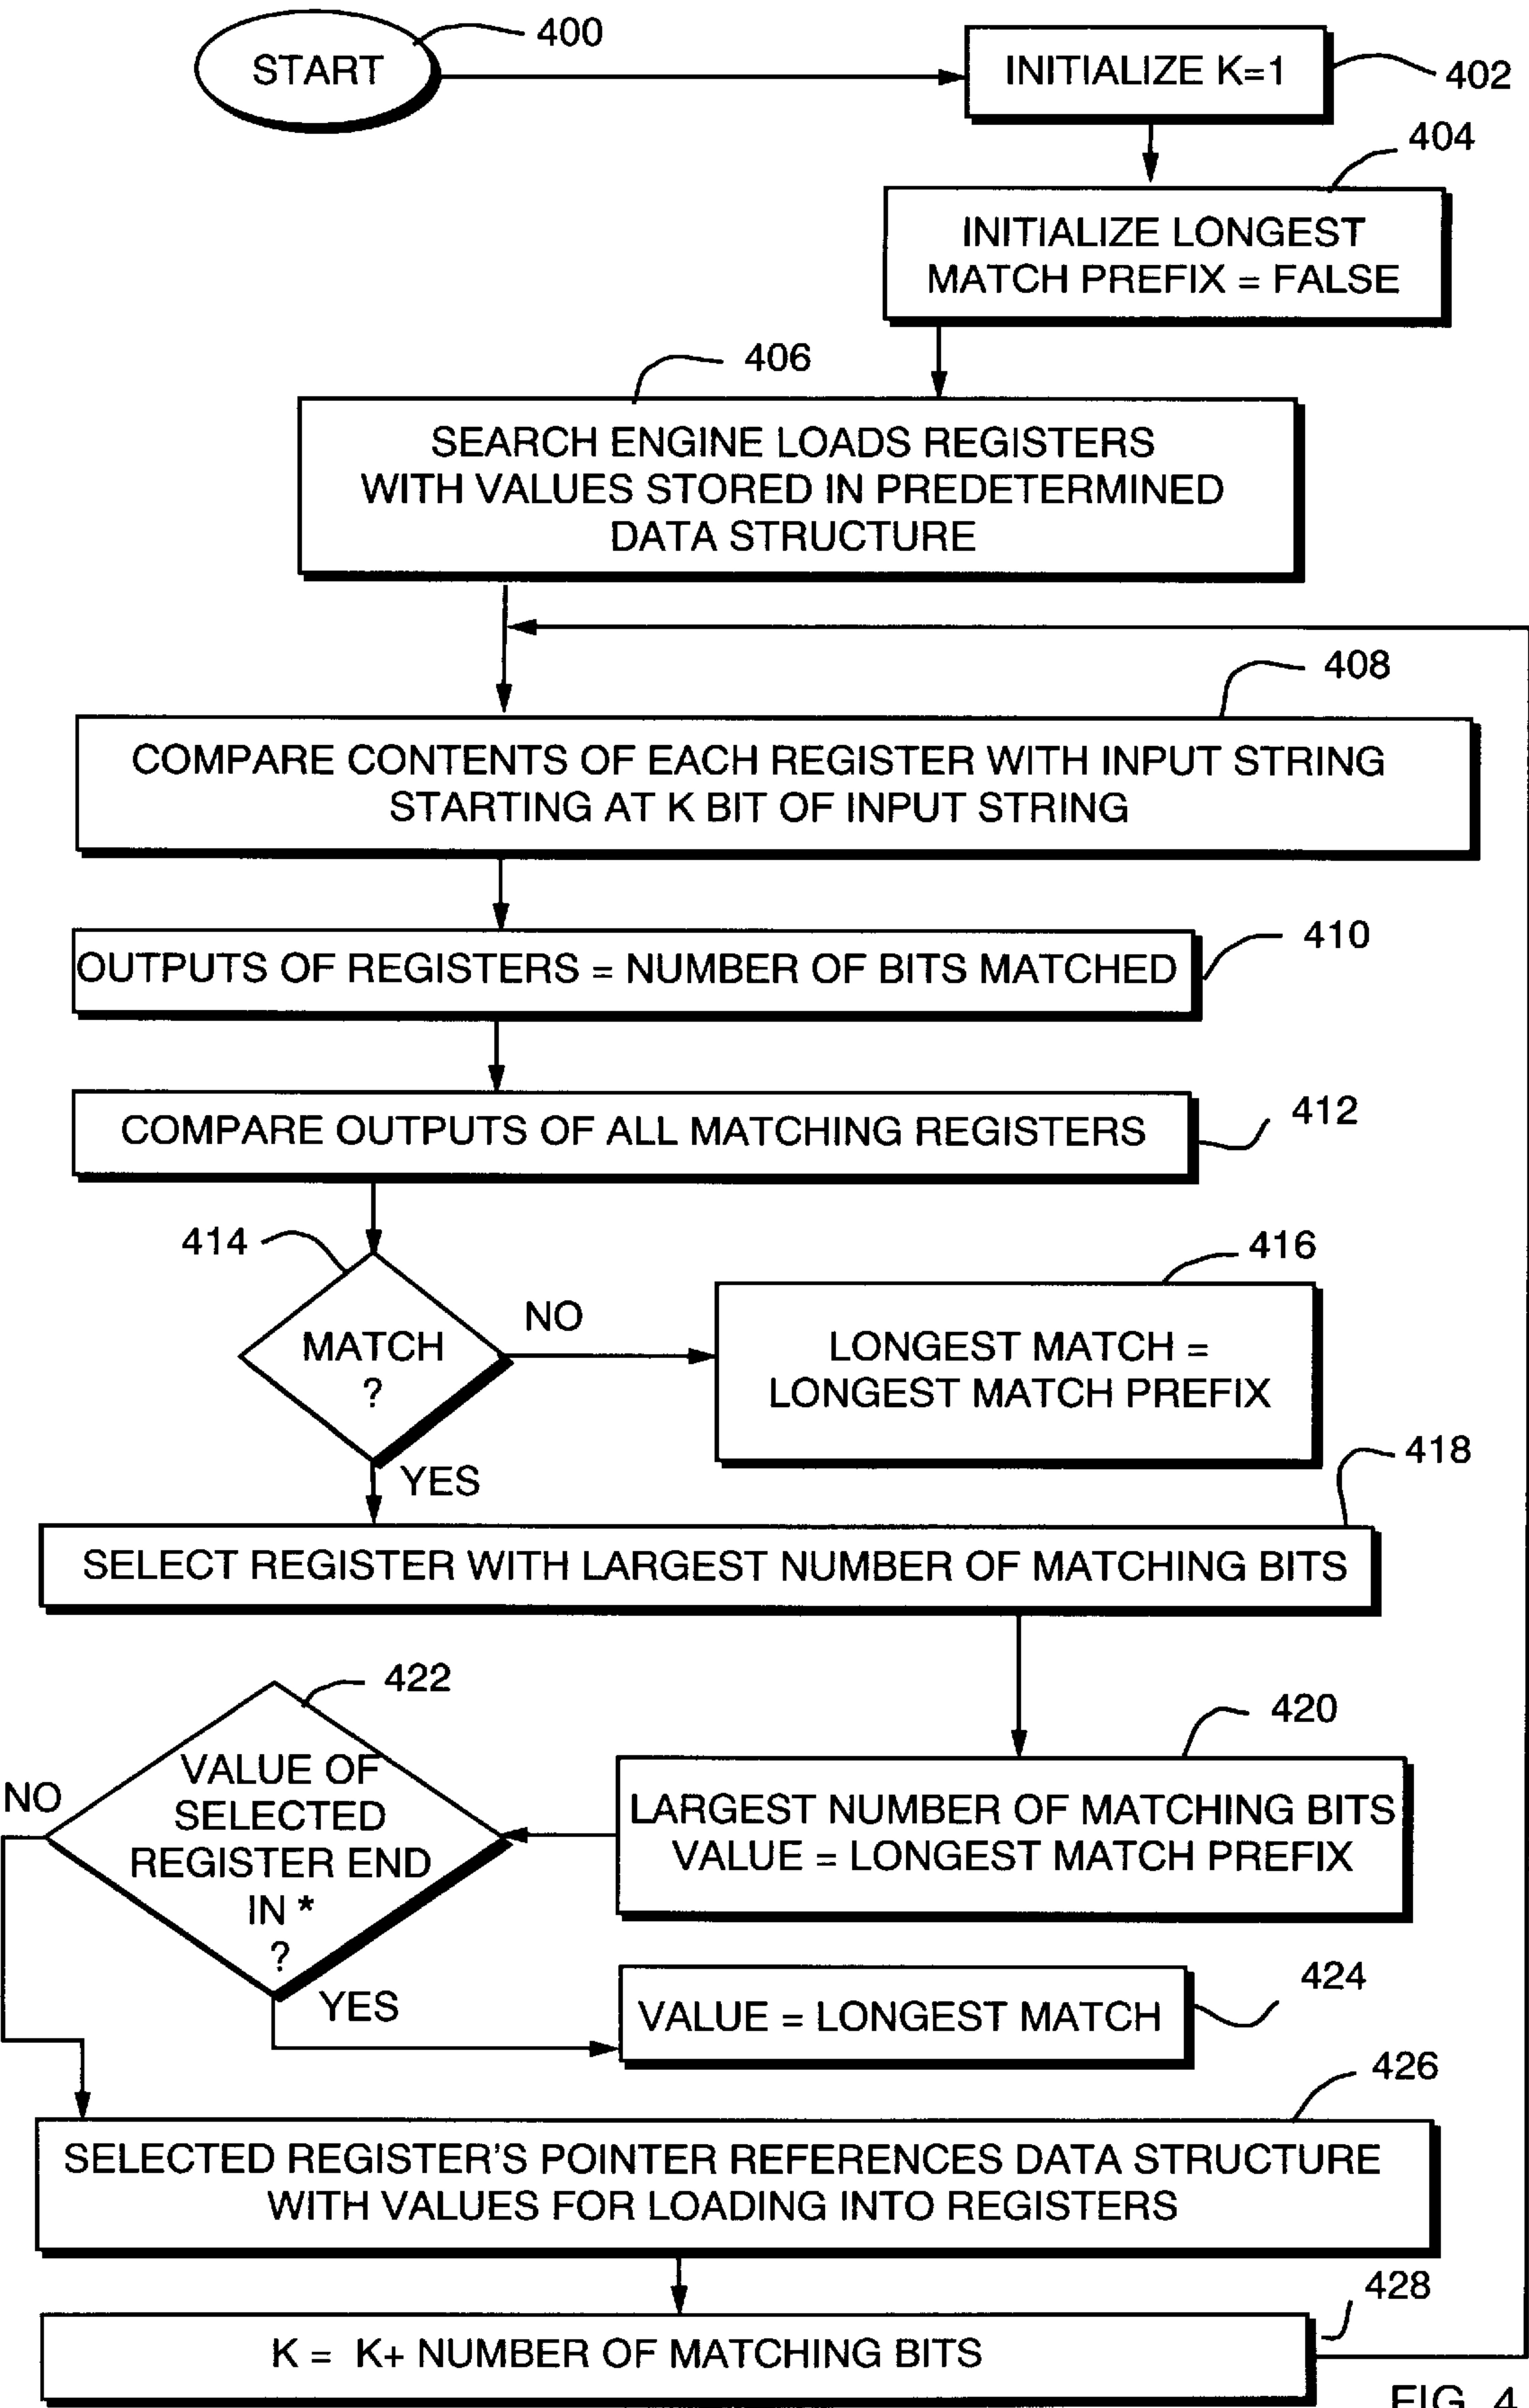 400
START
INITIALIZE K=1
402
404
INITIALIZE LONGEST
MATCH PREFIX = FALSE
406
SEARCH ENGINE LOADS REGISTERS
WITH VALUES STORED IN PREDETERMINED
DATA STRUCTURE
408
COMPARE CONTENTS OF EACH REGISTER WITH INPUT STRING
STARTING AT K BIT OF INPUT STRING
410
OUTPUTS OF REGISTERS = NUMBER OF BITS MATCHED
412
COMPARE OUTPUTS OF ALL MATCHING REGISTERS
414
MATCH
?
NO
416
LONGEST MATCH =
LONGEST MATCH PREFIX
YES
418
SELECT REGISTER WITH LARGEST NUMBER OF MATCHING BITS
420
LARGEST NUMBER OF MATCHING BITS
VALUE = LONGEST MATCH PREFIX
422
VALUE OF
SELECTED
REGISTER END
IN *
?
NO
YES
424
VALUE = LONGEST MATCH
426
SELECTED REGISTER'S POINTER REFERENCES DATA STRUCTURE
WITH VALUES FOR LOADING INTO REGISTERS
428
K = K+ NUMBER OF MATCHING BITS
FIG. 4